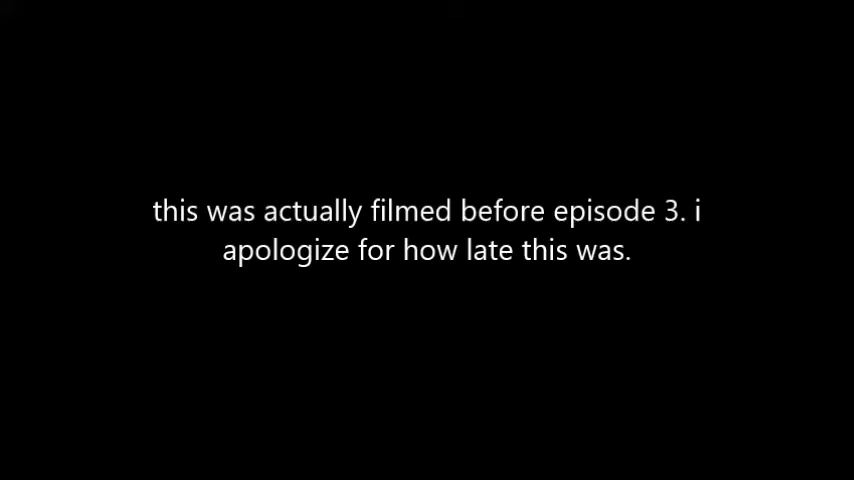 this was actually filmed before episode 3. i
apologize for how late this was.